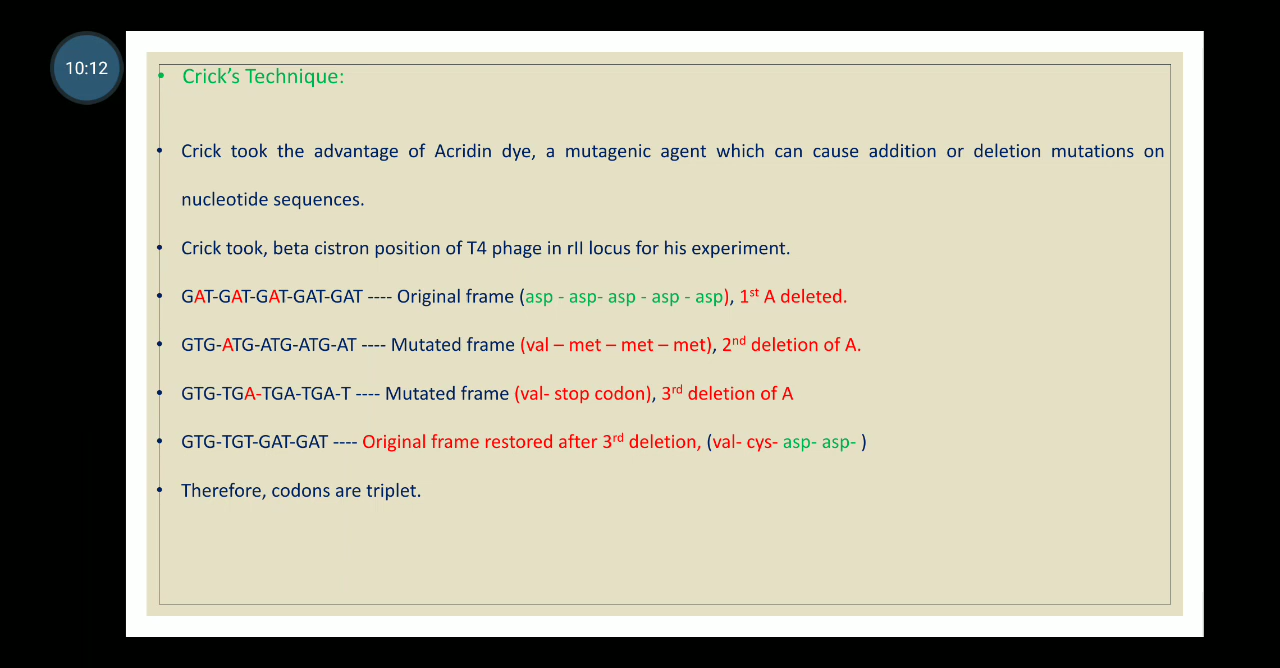 10:12
• Crick’s Technique:
• Crick took the advantage of Acridin dye, a mutagenic agent which can cause addition or deletion mutations on
nucleotide sequences.
• Crick took, beta cistron position of T4 phage in rII locus for his experiment.
• GAT-GAT-GAT-GAT-GAT ---- Original frame (asp - asp- asp - asp - asp), 1st A deleted.
• GTG-ATG-ATG-ATG-AT ---- Mutated frame (val – met – met – met), 2nd deletion of A.
• GTG-TGA-TGA-TGA-T ---- Mutated frame (val- stop codon), 3rd deletion of A
• GTG-TGT-GAT-GAT ---- Original frame restored after 3rd deletion, (val- cys- asp- asp- )
• Therefore, codons are triplet.